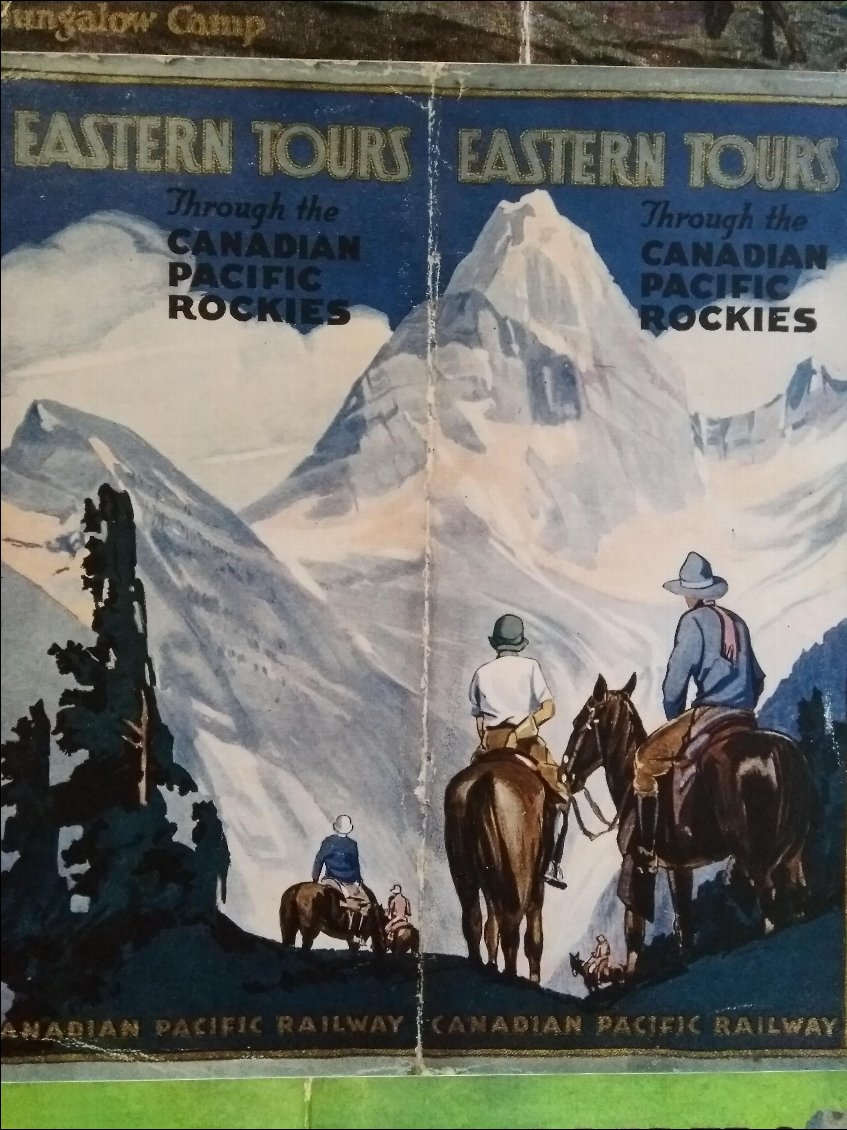 Bungalow Camp
EASTERN TOURS
Through the
CANADIAN
PACIFIC
ROCKIES
EASTERN TOURS
Through the
CANADIAN
PACIFIC
ROCKIES
ANADIAN PACIFIC RAILWAY
CANADIAN PACIFIC RAILWAY